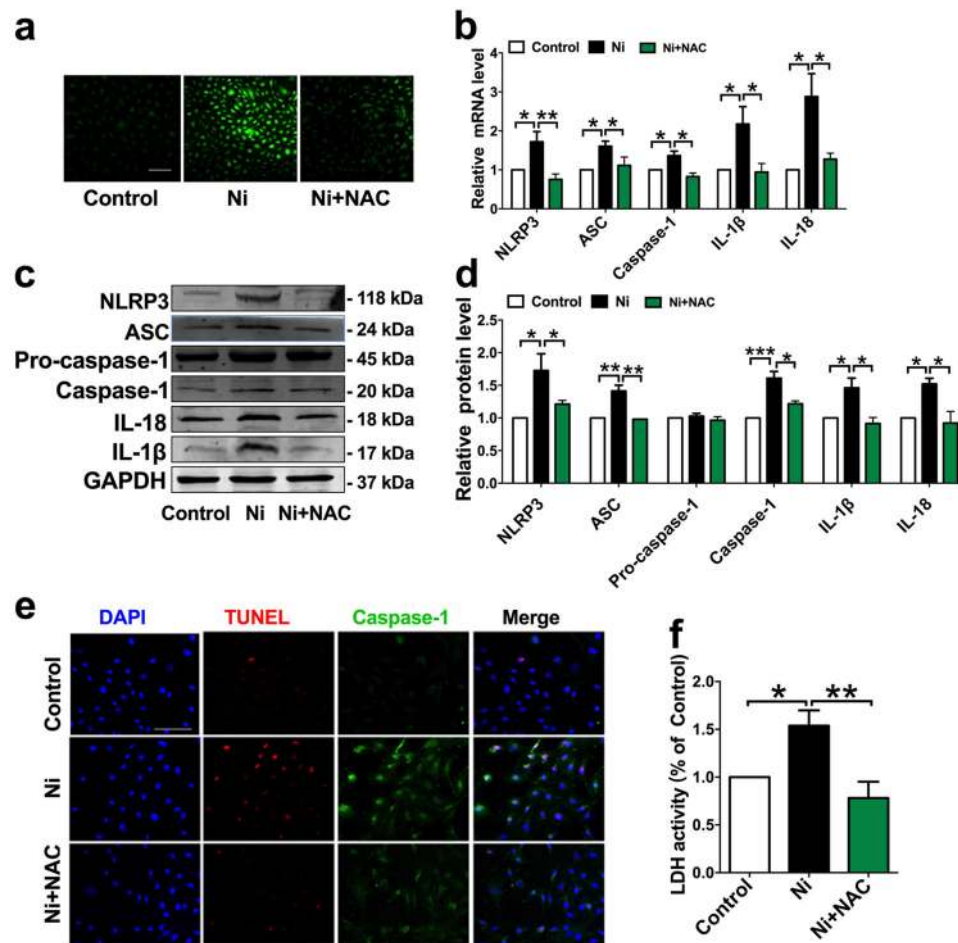 a
Control
Ni
Ni+NAC
b
Control
Ni
Ni+NAC
Relative mRNA level
4
3
2
1
0
* ** * * * * * * * *
NLRP3
ASC
Caspase-1
IL-1β
IL-18
c
NLRP3
- 118 kDa
ASC
- 24 kDa
Pro-caspase-1
- 45 kDa
Caspase-1
- 20 kDa
IL-18
- 18 kDa
IL-1β
- 17 kDa
GAPDH
- 37 kDa
Control Ni Ni+NAC
d
Control
Ni
Ni+NAC
Relative protein level
2.5
2.0
1.5
1.0
0.5
0.0
* * ** ** *** * * * * *
NLRP3
ASC
Pro-caspase-1
Caspase-1
IL-1β
IL-18
e
DAPI
TUNEL
Caspase-1
Merge
Control
Ni
Ni+NAC
f
LDH activity (% of Control)
2.0
1.5
1.0
0.5
0.0
* **
Control
Ni
Ni+NAC